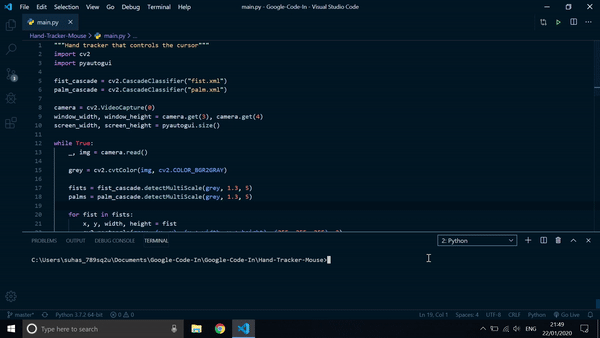 File Edit Selection View Go Debug Terminal Help main.py - Google-Code-In - Visual Studio Code
main.py
Hand-Tracker-Mouse > main.py > ...
1 """Hand tracker that controls the cursor"""
2 import cv2
3 import pyautogui
4
5 fist_cascade = cv2.CascadeClassifier("fist.xml")
6 palm_cascade = cv2.CascadeClassifier("palm.xml")
7
8 camera = cv2.VideoCapture(0)
9 window_width, window_height = camera.get(3), camera.get(4)
10 screen_width, screen_height = pyautogui.size()
11
12 while True:
13 _, img = camera.read()
14
15 grey = cv2.cvtColor(img, cv2.COLOR_BGR2GRAY)
16
17 fists = fist_cascade.detectMultiScale(grey, 1.3, 5)
18 palms = palm_cascade.detectMultiScale(grey, 1.3, 5)
19
20 for fist in fists:
21 x, y, width, height = fist
PROBLEMS OUTPUT DEBUG CONSOLE TERMINAL 2: Python
C:\Users\suhas_789sq2u\Documents\Google-Code-In\Google-Code-In\Hand-Tracker-Mouse>
master* Python 3.7.2 64-bit 0 0 Ln 19, Col 1 Spaces: 4 UTF-8 CRLF Python Go Live
Type here to search ENG 21:49
22/01/2020